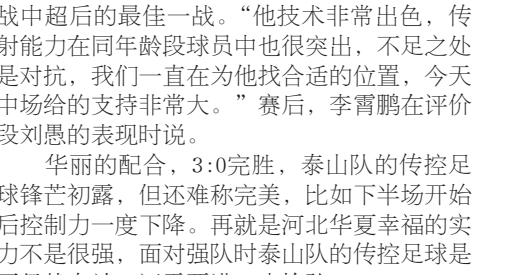 战中超后的最佳一战。“他技术非常出色，传
射能力在同年龄段球员中也很突出，不足之处
是对抗，我们一直在为他找合适的位置，今天
中场给的支持非常大。”赛后，李霄鹏在评价
段刘愚的表现时说。
华丽的配合，3:0完胜，泰山队的传控足
球锋芒初露，但还难称完美，比如下半场开始
后控制力一度下降。再就是河北华夏幸福的实
力不是很强，面对强队时泰山队的传控足球是